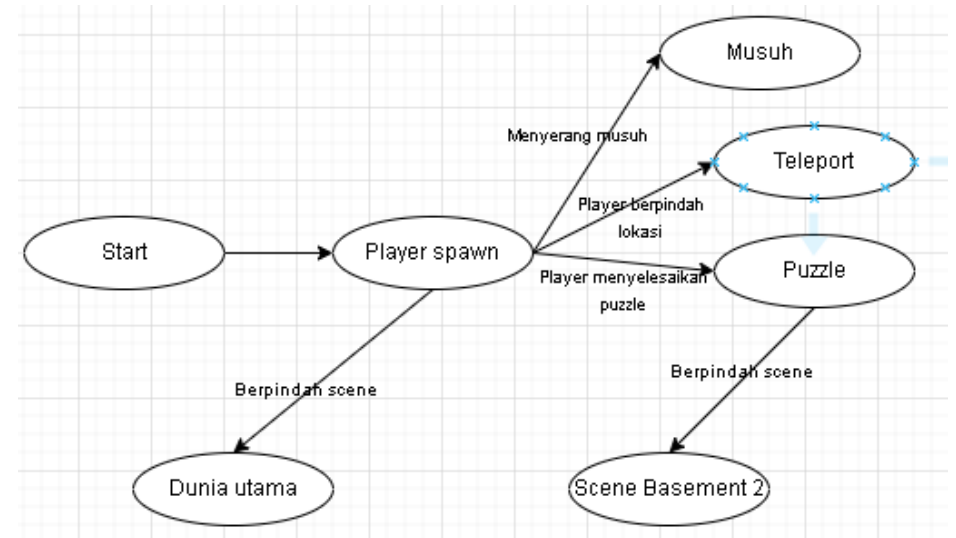 Musuh
Menyerang musuh
Teleport
Player berpindah
lokasi
Start
Player spawn
Puzzle
Player menyelesaikan
puzzle
Berpindah scene
Berpindah scene
Dunia utama
Scene Basement 2